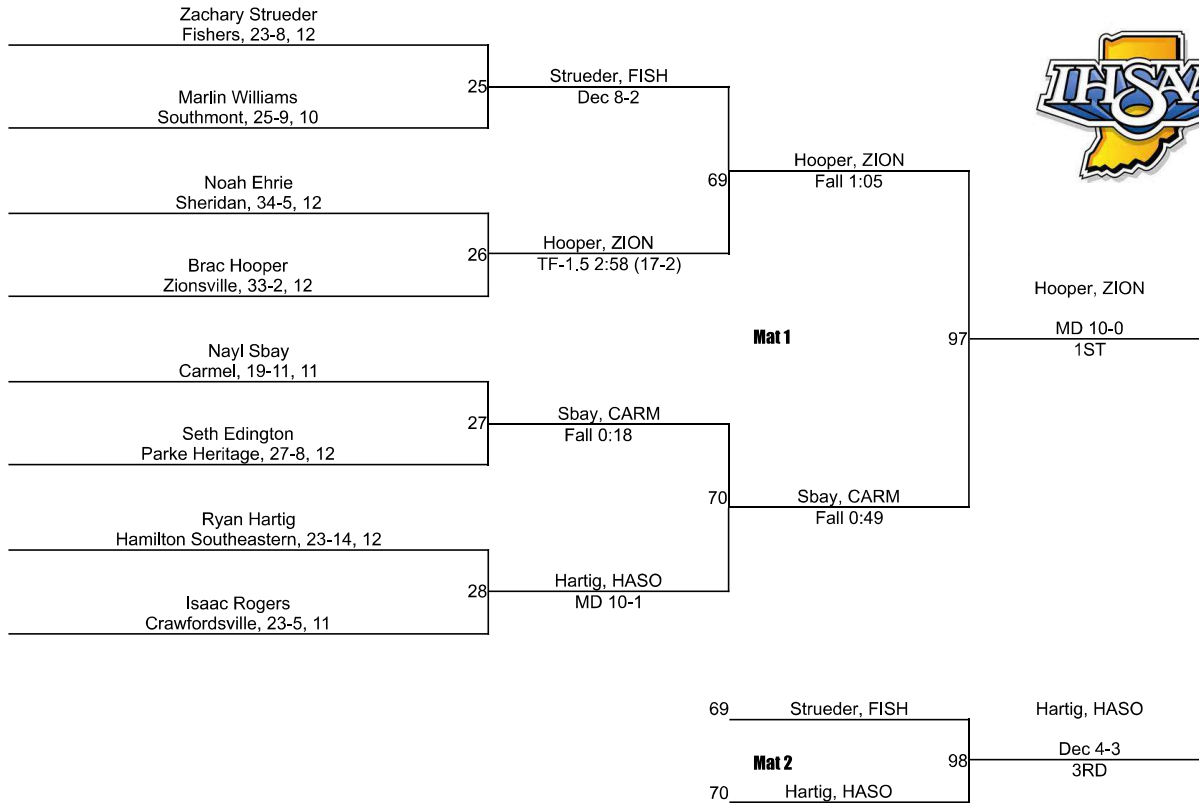 Zachary Strueder
Fishers, 23-8, 12
Marlin Williams
Southmont, 25-9, 10
25
Strueder, FISH
Dec 8-2
Noah Ehrie
Sheridan, 34-5, 12
Brac Hooper
Zionsville, 33-2, 12
26
Hooper, ZION
TF-1.5 2:58 (17-2)
69
Hooper, ZION
Fall 1:05
IHSAA
Nayl Sbay
Carmel, 19-11, 11
Seth Edington
Parke Heritage, 27-8, 12
27
Sbay, CARM
Fall 0:18
Ryan Hartig
Hamilton Southeastern, 23-14, 12
Isaac Rogers
Crawfordsville, 23-5, 11
28
Hartig, HASO
MD 10-1
70
Sbay, CARM
Fall 0:49
Mat 1
97
Hooper, ZION
MD 10-0
1ST
69
Strueder, FISH
Mat 2
70
Hartig, HASO
98
Hartig, HASO
Dec 4-3
3RD